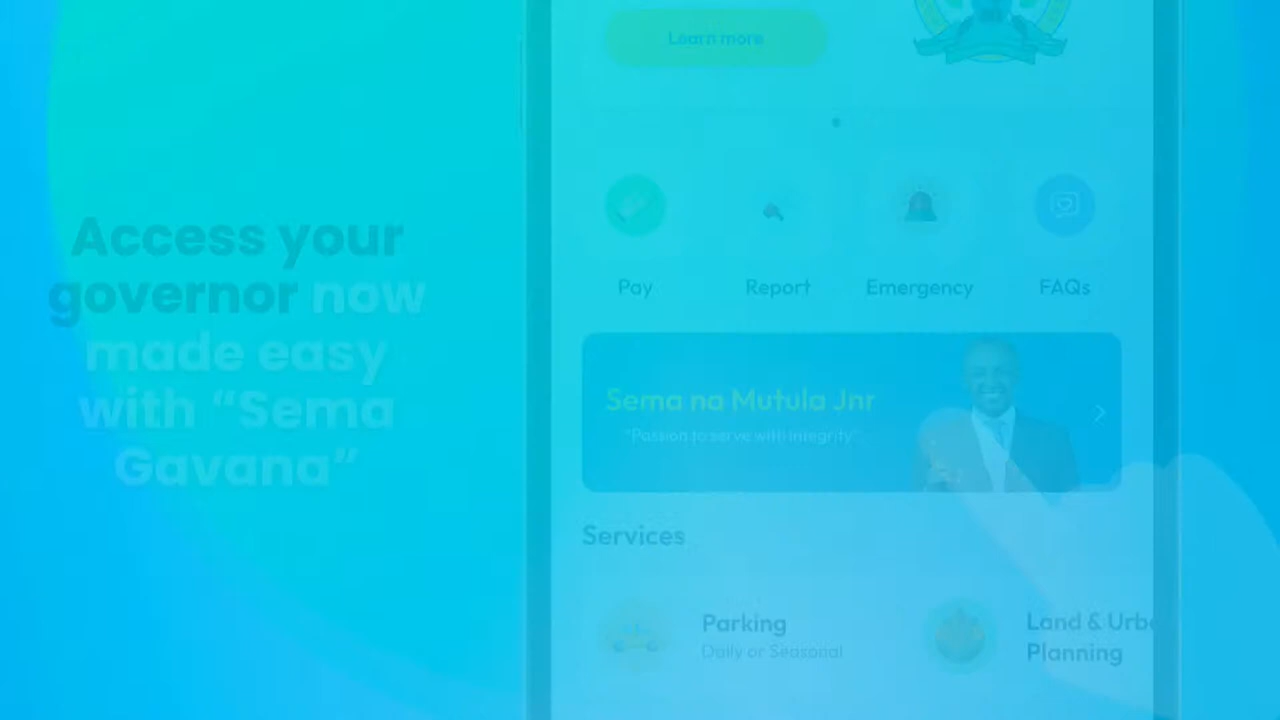 Access your
governor now
made easy
with “Sema
Gavana”
Learn more
Pay
Report
Emergency
FAQs
Sema na Mutula Jnr
"Passion to serve with integrity"
Services
Parking
Daily or Seasonal
Land & Urb
Planning